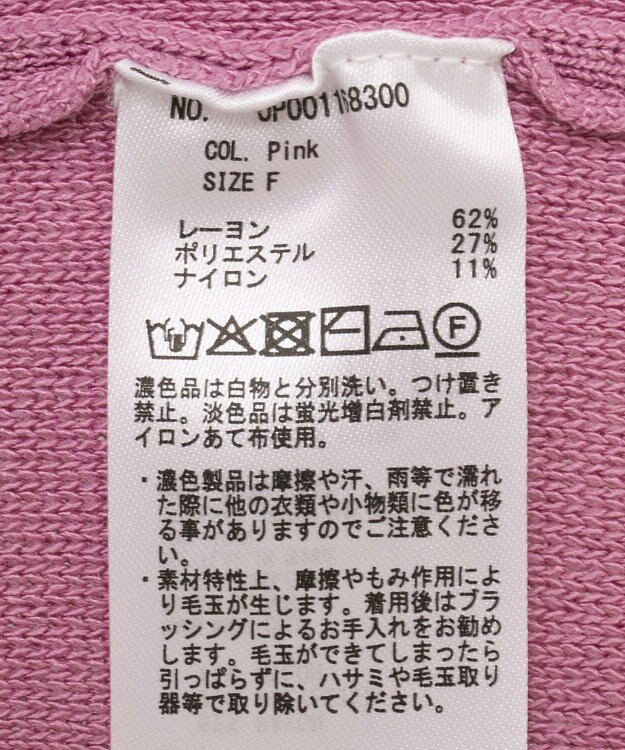 NO. JP001168300
COL. Pink
SIZE F
レーヨン 62%
ポリエステル 27%
ナイロン 11%
F
濃色品は白物と分別洗い。つけ置き
禁止。淡色品は蛍光増白剤禁止。ア
イロンあて布使用。
・濃色製品は摩擦や汗、雨等で濡れ
た際に他の衣類や小物類に色が移
る事がありますのでご注意くださ
い。
・素材特性上、摩擦やもみ作用によ
り毛玉が生じます。着用後はブラ
ッシングによるお手入れをお勧め
します。毛玉ができてしまったら
引っぱらずに、ハサミや毛玉取り
器等で取り除いてください。